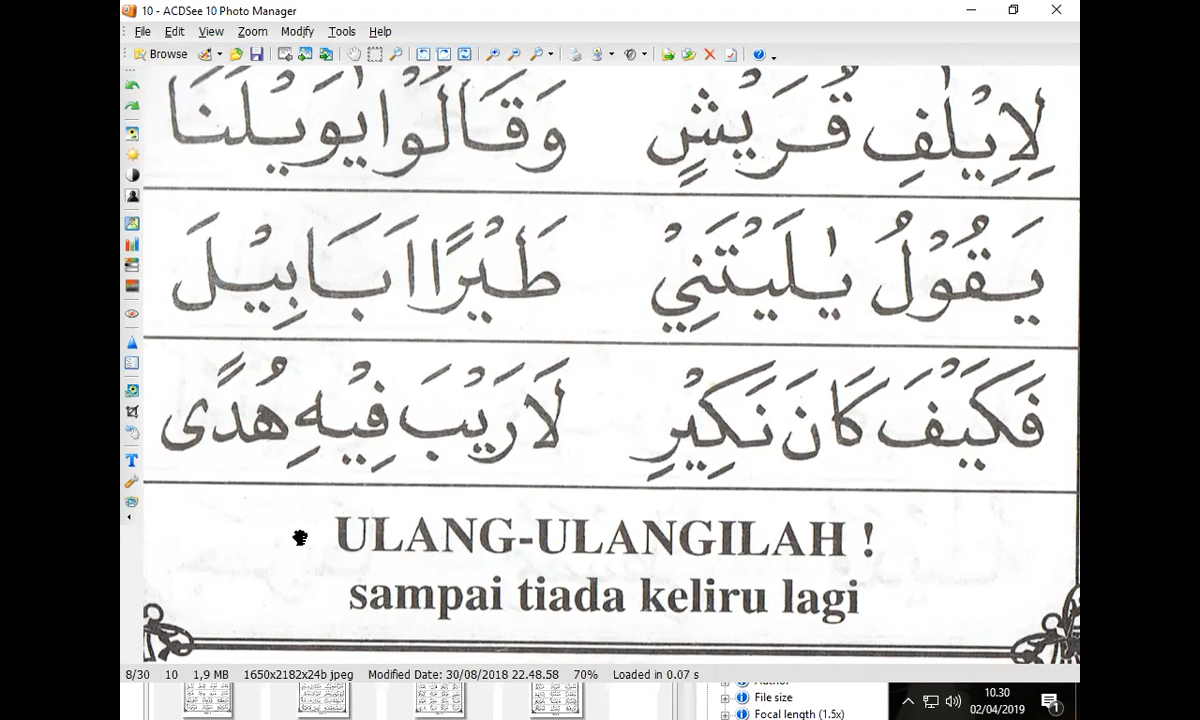 10 - ACDSee 10 Photo Manager
File Edit View Zoom Modify Tools Help
Browse
لِاِيْلٰفِ قُرَيْشٍ وَقَالُوْا يٰوَيْلَنَا
يَقُوْلُ يٰلَيْتَنِيْ طَيْرًا اَبَابِيْلَ
فَكَيْفَ كَانَ نَكِيْرِ لَا رَيْبَ فِيْهِ هُدًى
ULANG-ULANGILAH !
sampai tiada keliru lagi
8/30 10 1,9 MB 1650x2182x24b jpeg Modified Date: 30/08/2018 22.48.58 70% Loaded in 0.07 s
File size
Focal length (1.5x)
10.30
02/04/2019
1